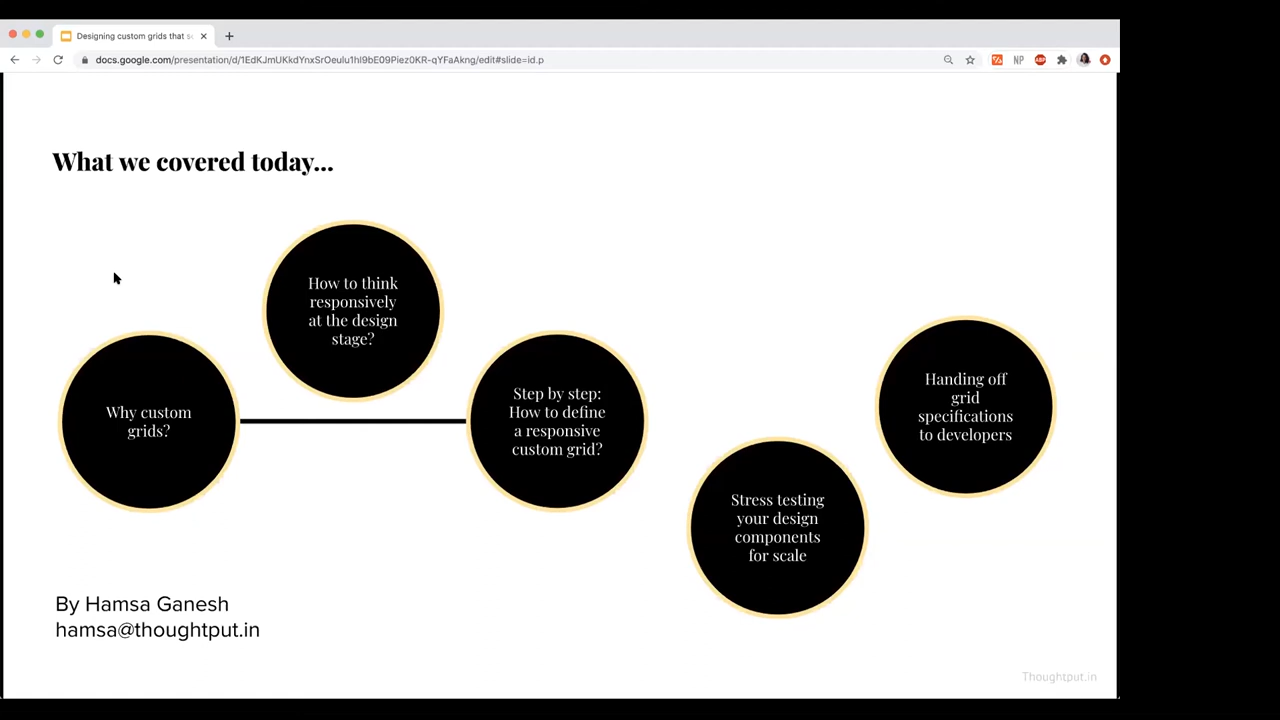 Designing custom grids that s
docs.google.com/presentation/d/1EdKJmUKkdYnxSrOeulu1hI9bE09Piez0KR-qYFaAkng/edit#slide=id.p
NP
ABP
What we covered today...
Why custom
grids?
How to think
responsively
at the design
stage?
Step by step:
How to define
a responsive
custom grid?
Stress testing
your design
components
for scale
Handing off
grid
specifications
to developers
By Hamsa Ganesh
hamsa@thoughtput.in
Thoughtput.in